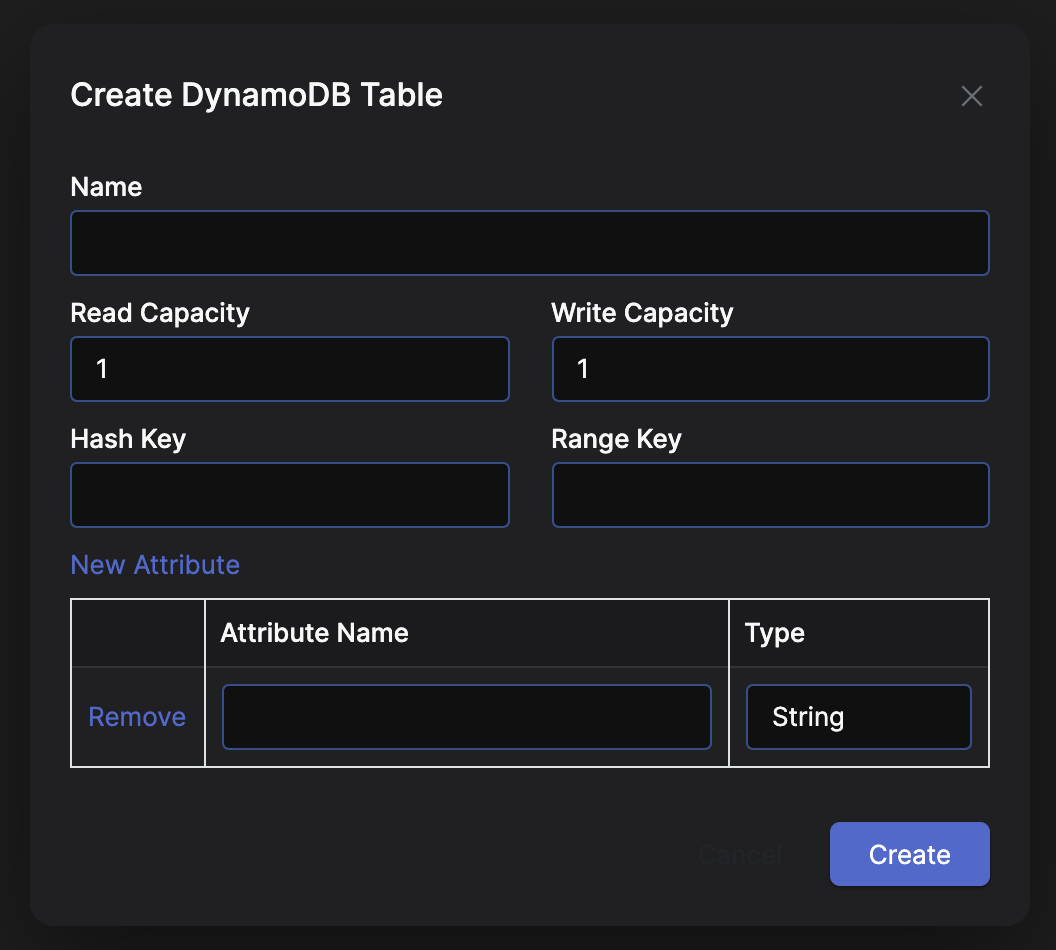 Create DynamoDB Table
Name
Read Capacity
Write Capacity
1
1
Hash Key
Range Key
New Attribute
Attribute Name
Type
Remove
String
Cancel
Create